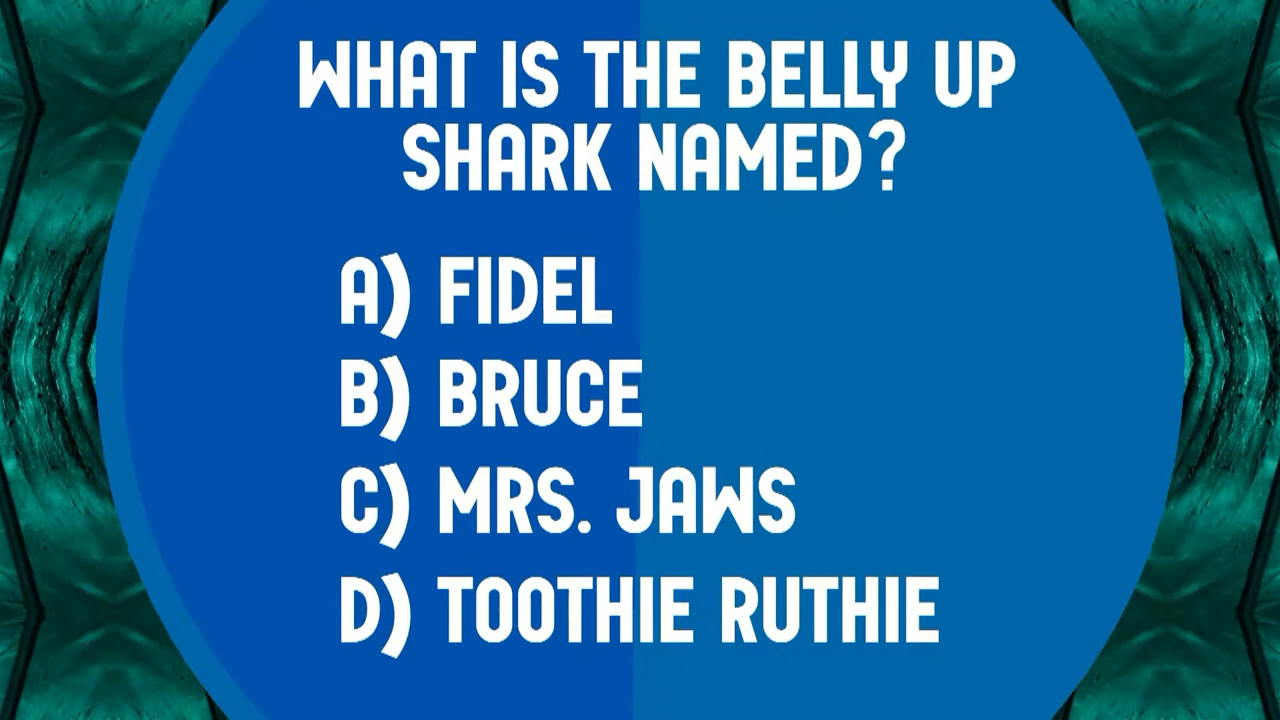 WHAT IS THE BELLY UP
SHARK NAMED?
A) FIDEL
B) BRUCE
C) MRS. JAWS
D) TOOTHIE RUTHIE